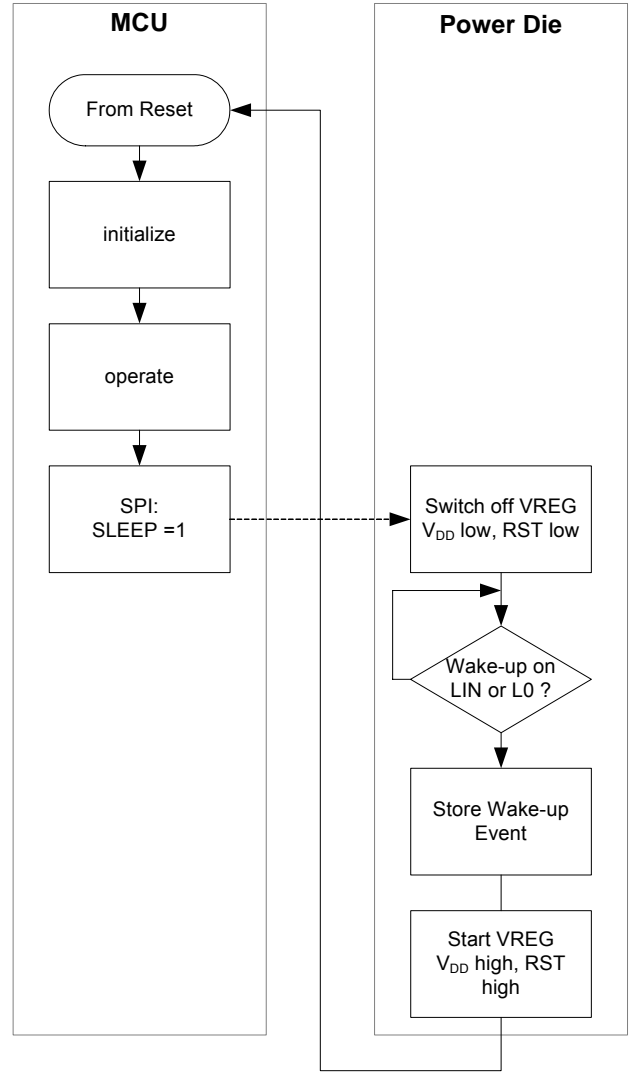 MCU
From Reset
initialize
operate
SPI:
SLEEP =1
Power Die
Switch off VREG
VDD low, RST low
Wake-up on
LIN or L0 ?
Store Wake-up
Event
Start VREG
VDD high, RST
high